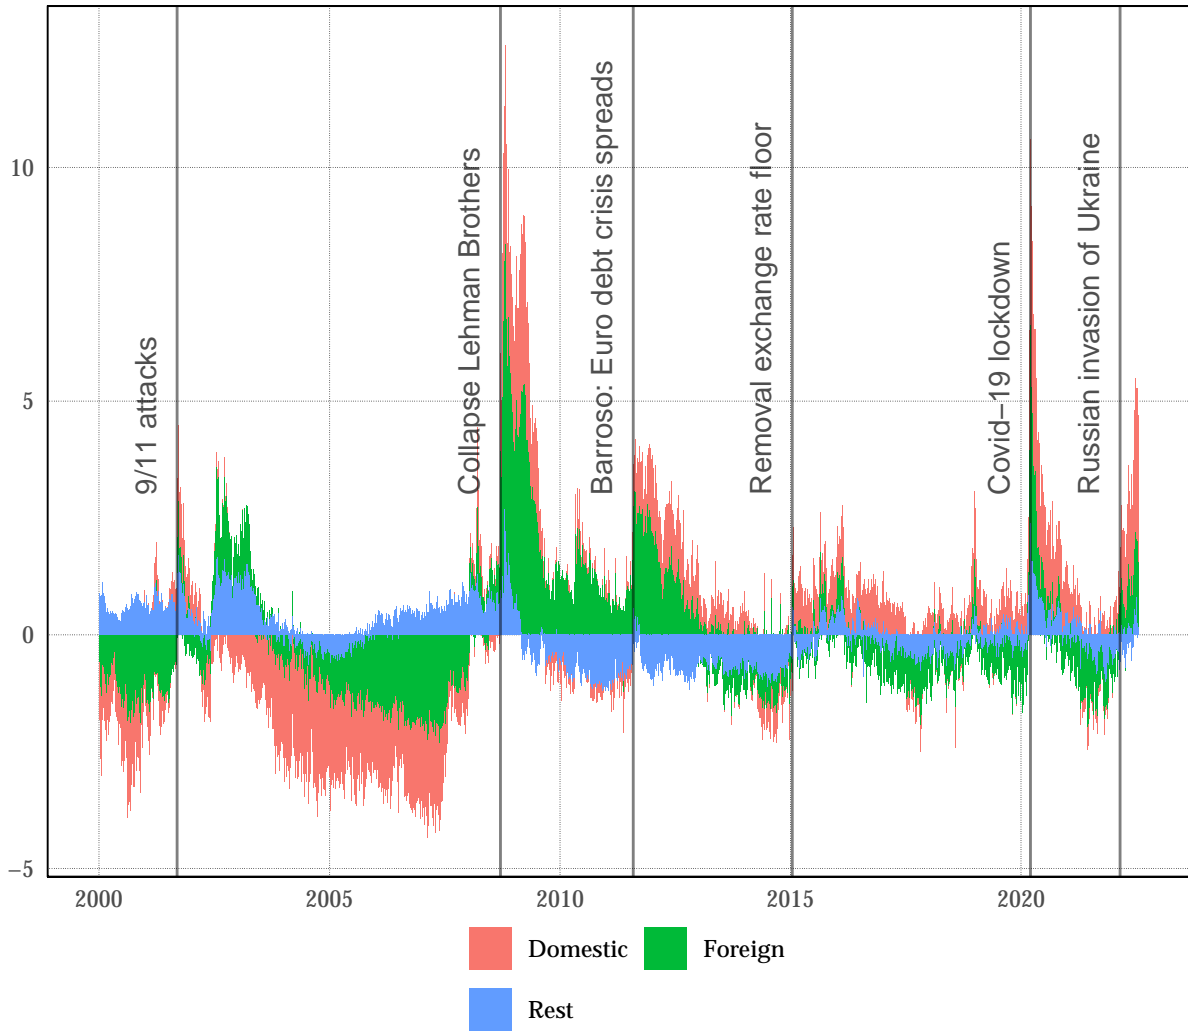 10
5
0
−5
9/11 attacks
Collapse Lehman Brothers
Barroso: Euro debt crisis spreads
Removal exchange rate floor
Covid−19 lockdown
Russian invasion of Ukraine
2000 2005 2010 2015 2020
Domestic Foreign
Rest